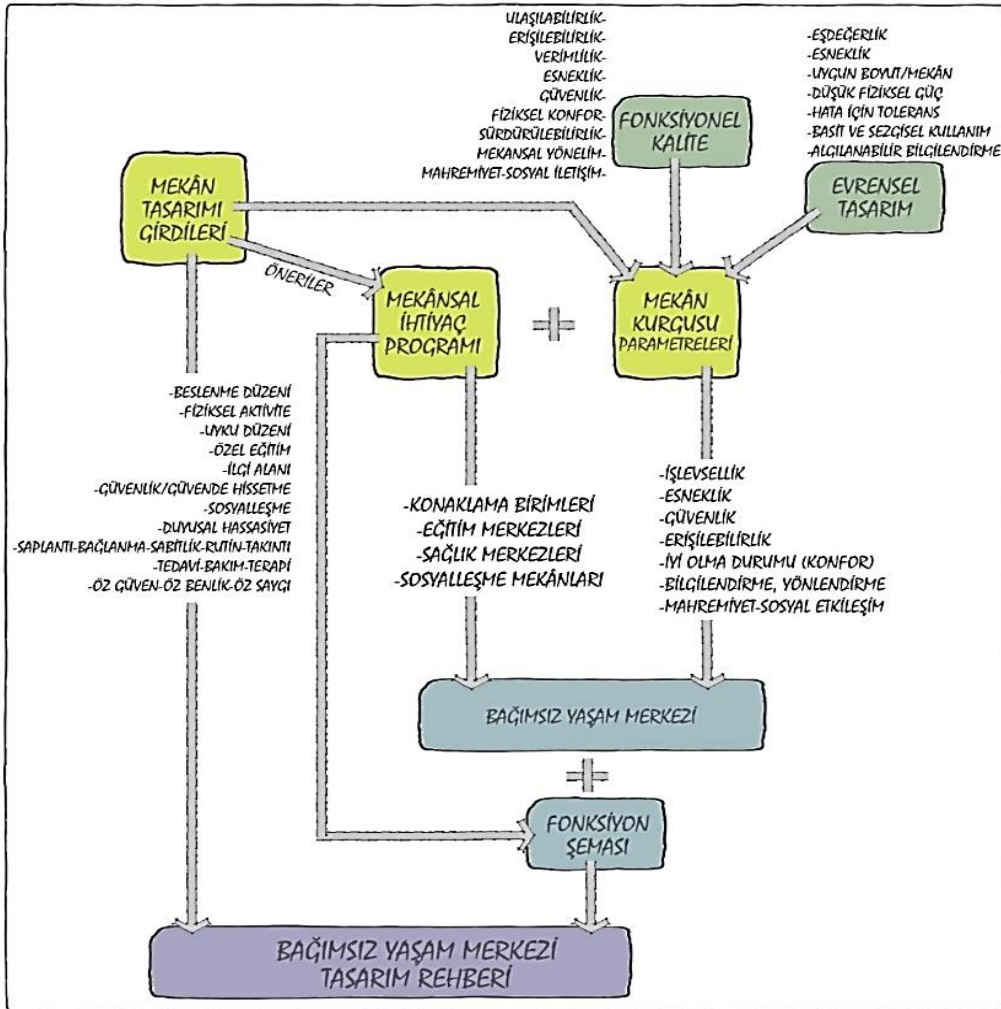 ULAŞILABİLİRLİK-
ERİŞİLEBİLİRLİK-
VERİMLİLİK-
ESNEKLİK-
GÜVENLİK-
FİZİKSEL KONFOR-
SÜRDÜRÜLEBİLİRLİK-
MEKANSAL YÖNELİM-
MAHREMİYET-SOSYAL İLETİŞİM-
FONKSİYONEL
KALİTE
-EŞDEĞERLİK
-ESNEKLİK
-UYGUN BOYUT/MEKÂN
-DÜŞÜK FİZİKSEL GÜÇ
-HATA İÇİN TOLERANS
-BASİT VE SEZGİSEL KULLANIM
-ALGILANABİLİR BİLGİLENDİRME
EVRENSEL
TASARIM
MEKÂN
TASARIMI
GİRDİLERİ
ÖNERİLER
MEKÂNSAL
İHTİYAÇ
PROGRAMI
+
MEKÂN
KURGUSU
PARAMETRELERİ
-BESLENME DÜZENİ
-FİZİKSEL AKTİVİTE
-UYKU DÜZENİ
-ÖZEL EĞİTİM
-İLGİ ALANI
-GÜVENLİK/GÜVENDE HİSSETME
-SOSYALLEŞME
-DUYUSAL HASSASİYET
-SAPLANTI-BAĞLANMA-SABİTLİK-RUTİN-TAKINTI
-TEDAVİ-BAKIM-TERAPİ
-ÖZ GÜVEN-ÖZ BENLİK-ÖZ SAYGI
-KONAKLAMA BİRİMLERİ
-EĞİTİM MERKEZLERİ
-SAĞLIK MERKEZLERİ
-SOSYALLEŞME MEKÂNLARI
-İŞLEVSELLİK
-ESNEKLİK
-GÜVENLİK
-ERİŞİLEBİLİRLİK
-İYİ OLMA DURUMU (KONFOR)
-BİLGİLENDİRME, YÖNLENDİRME
-MAHREMİYET-SOSYAL ETKİLEŞİM
BAĞIMSIZ YAŞAM MERKEZİ
+
FONKSİYON
ŞEMASI
BAĞIMSIZ YAŞAM MERKEZİ
TASARIM REHBERİ